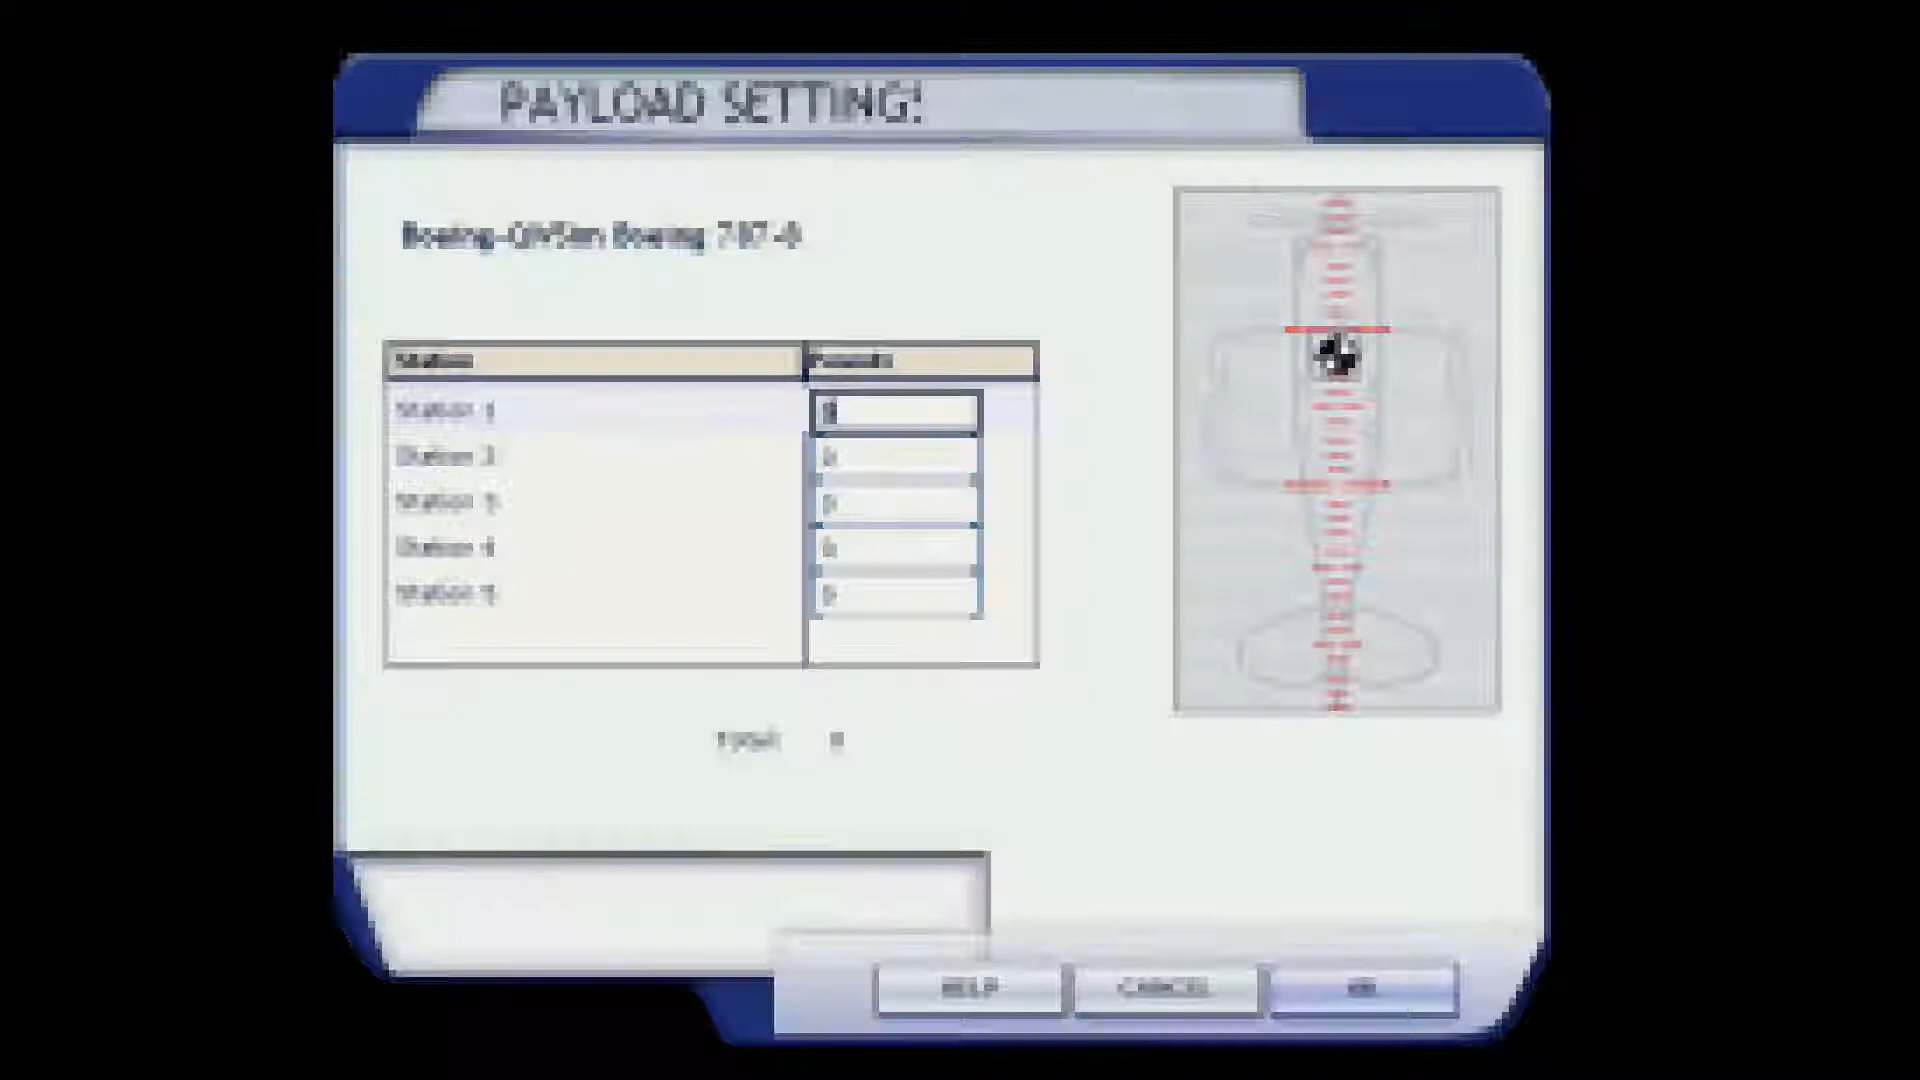 PAYLOAD SETTING!
Boeing- Boeing 787-8
Station Pounds
Station 1 0
Station 2 0
Station 3 0
Station 4 0
Station 5 0
Total 0
HELP CANCEL OK